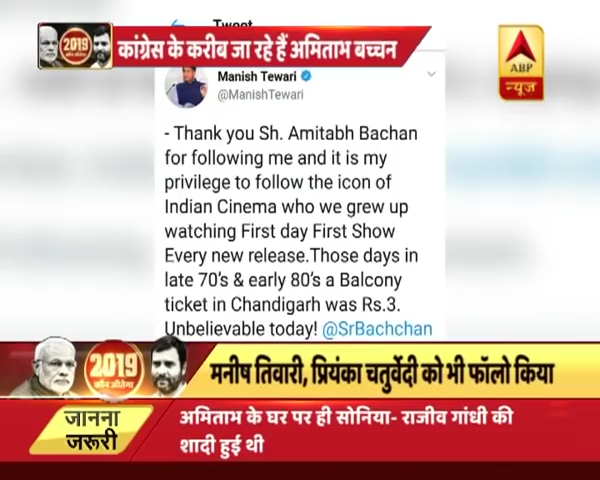 Tweet
2019
कांग्रेस के करीब जा रहे हैं अमिताभ बच्चन
ABP
न्यूज़
Manish Tewari
@ManishTewari
- Thank you Sh. Amitabh Bachan
for following me and it is my
privilege to follow the icon of
Indian Cinema who we grew up
watching First day First Show
Every new release.Those days in
late 70's & early 80's a Balcony
ticket in Chandigarh was Rs.3.
Unbelievable today! @SrBachchan
2019
कौन जीतेगा
मनीष तिवारी, प्रियंका चतुर्वेदी को भी फॉलो किया
जानना
जरूरी
अमिताभ के घर पर ही सोनिया- राजीव गांधी की
शादी हुई थी